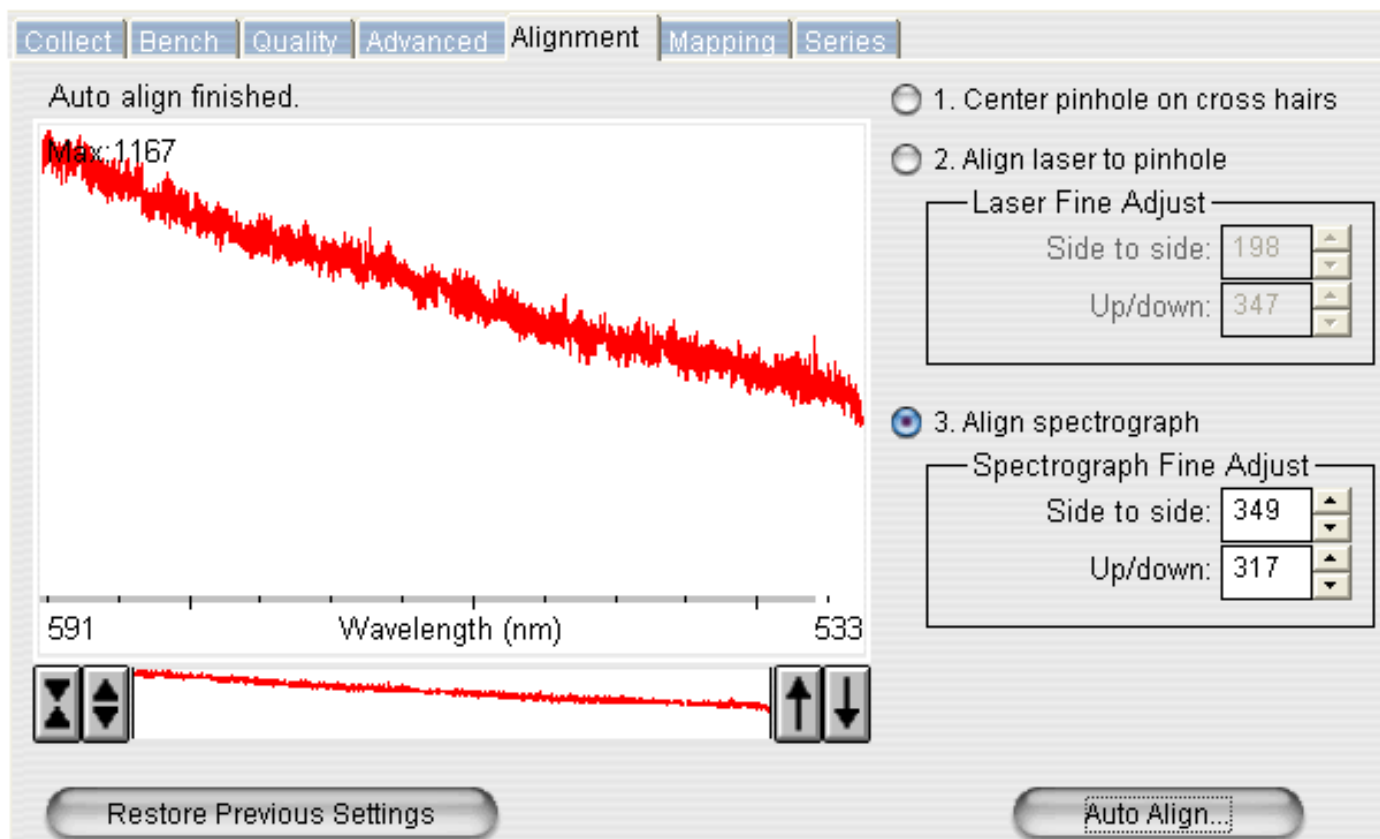 Collect Bench Quality Advanced Alignment Mapping Series
Auto align finished.
Max:1167
591 Wavelength (nm) 533
Restore Previous Settings
1. Center pinhole on cross hairs
2. Align laser to pinhole
Laser Fine Adjust
Side to side: 198
Up/down: 347
3. Align spectrograph
Spectrograph Fine Adjust
Side to side: 349
Up/down: 317
Auto Align...